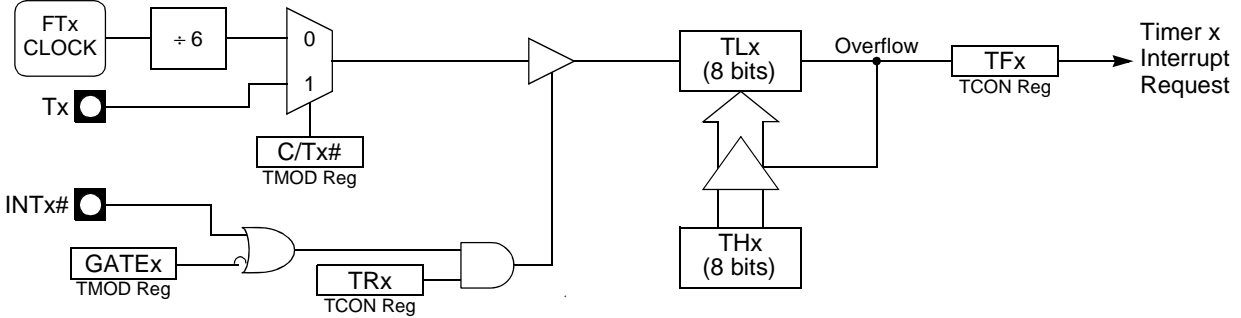 FTx
CLOCK
÷ 6
0
1
Tx
C/Tx#
TMOD Reg
INTx#
GATEx
TMOD Reg
TRx
TCON Reg
TLx
(8 bits)
Overflow
TFx
TCON Reg
Timer x
Interrupt
Request
THx
(8 bits)